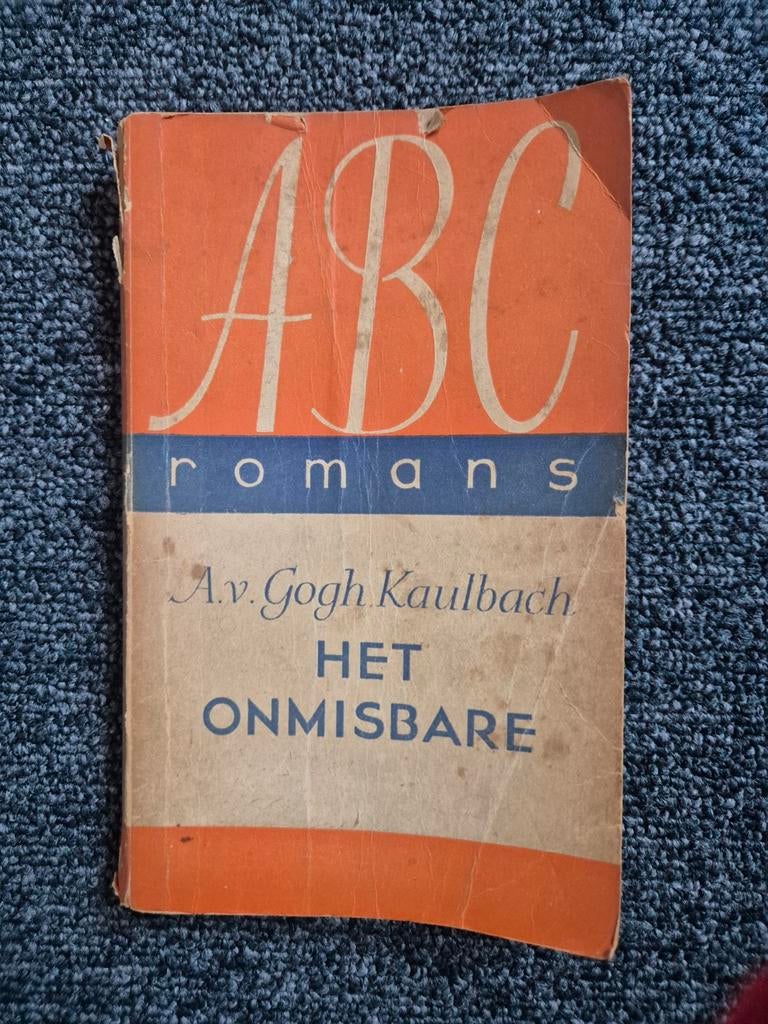 ABC
romans
A.v. Gogh Kaulbach
HET
ONMISBARE